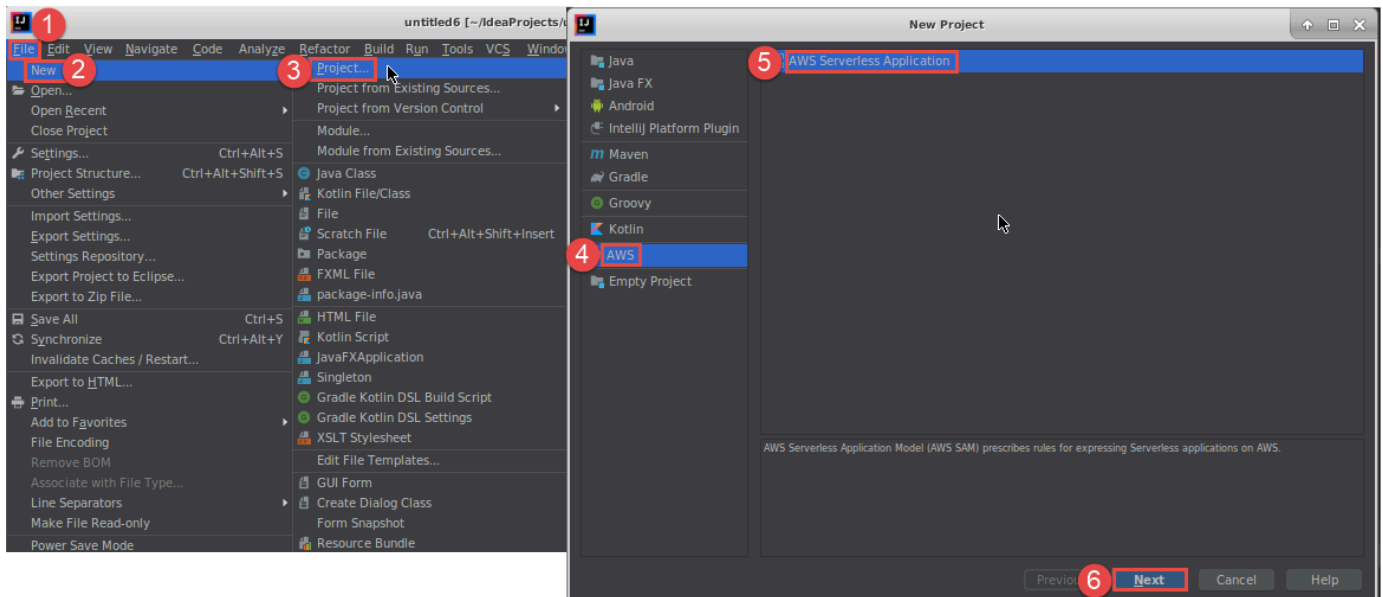 1
untitled6 [~/IdeaProjects/
File Edit View Navigate Code Analyze Refactor Build Run Tools VCS Windo
New 2
Open...
Open Recent
Close Project
Settings... Ctrl+Alt+S
Project Structure... Ctrl+Alt+Shift+S
Other Settings
Import Settings...
Export Settings...
Settings Repository...
Export Project to Eclipse...
Export to Zip File...
Save All Ctrl+S
Synchronize Ctrl+Alt+Y
Invalidate Caches / Restart...
Export to HTML...
Print...
Add to Favorites
File Encoding
Remove BOM
Associate with File Type...
Line Separators
Make File Read-only
Power Save Mode
3 Project...
Project from Existing Sources...
Project from Version Control
Module...
Module from Existing Sources...
Java Class
Kotlin File/Class
File
Scratch File Ctrl+Alt+Shift+Insert
Package
FXML File
package-info.java
HTML File
Kotlin Script
JavaFXApplication
Singleton
Gradle Kotlin DSL Build Script
Gradle Kotlin DSL Settings
XSLT Stylesheet
Edit File Templates...
GUI Form
Create Dialog Class
Form Snapshot
Resource Bundle
New Project
Java
Java FX
Android
IntelliJ Platform Plugin
Maven
Gradle
Groovy
Kotlin
4 AWS
Empty Project
5 AWS Serverless Application
AWS Serverless Application Model (AWS SAM) prescribes rules for expressing Serverless applications on AWS.
Previou 6 Next Cancel Help